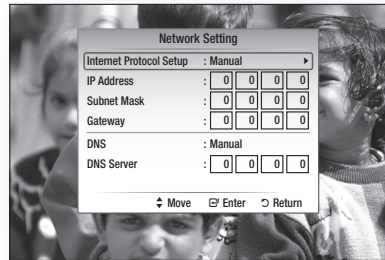 Network Setting
Internet Protocol Setup : Manual ▶
IP Address : 0 0 0 0
Subnet Mask : 0 0 0 0
Gateway : 0 0 0 0
DNS : Manual
DNS Server : 0 0 0 0
Move Enter Return